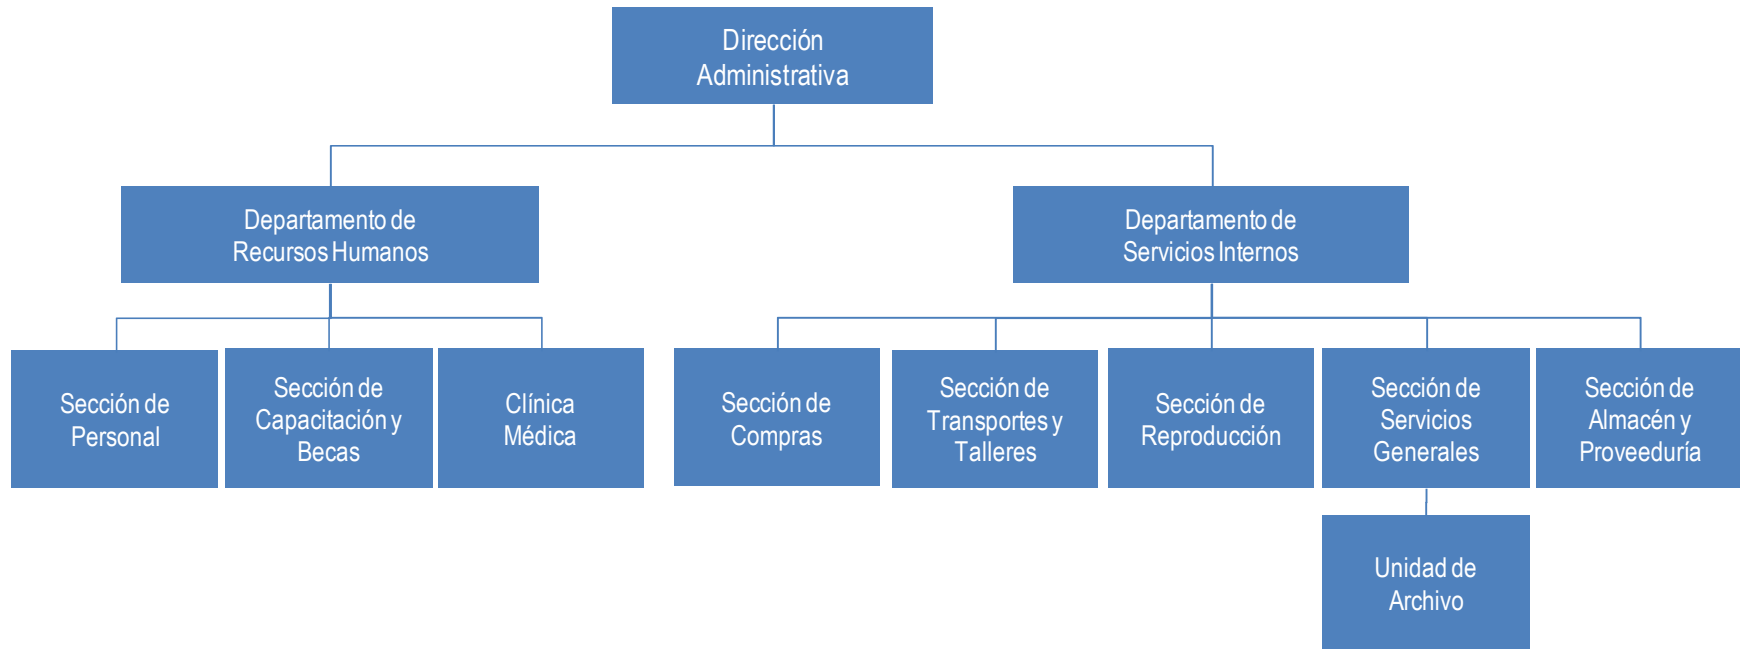 Dirección
Administrativa
Departamento de
Recursos Humanos
Departamento de
Servicios Internos
Sección de
Personal
Sección de
Capacitación y
Becas
Clínica
Médica
Sección de
Compras
Sección de
Transportes y
Talleres
Sección de
Reproducción
Sección de
Servicios
Generales
Sección de
Almacén y
Proveeduría
Unidad de
Archivo